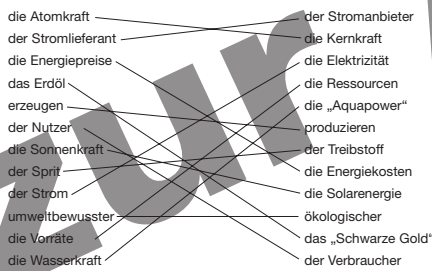 die Atomkraft
der Stromanbieter
der Stromlieferant
die Kernkraft
die Energiepreise
die Elektrizität
das Erdöl
die Ressourcen
erzeugen
die „Aquapower“
der Nutzer
produzieren
die Sonnenkraft
der Treibstoff
der Sprit
die Energiekosten
der Strom
die Solarenergie
umweltbewusster
ökologischer
die Vorräte
das „Schwarze Gold“
die Wasserkraft
der Verbraucher
zur